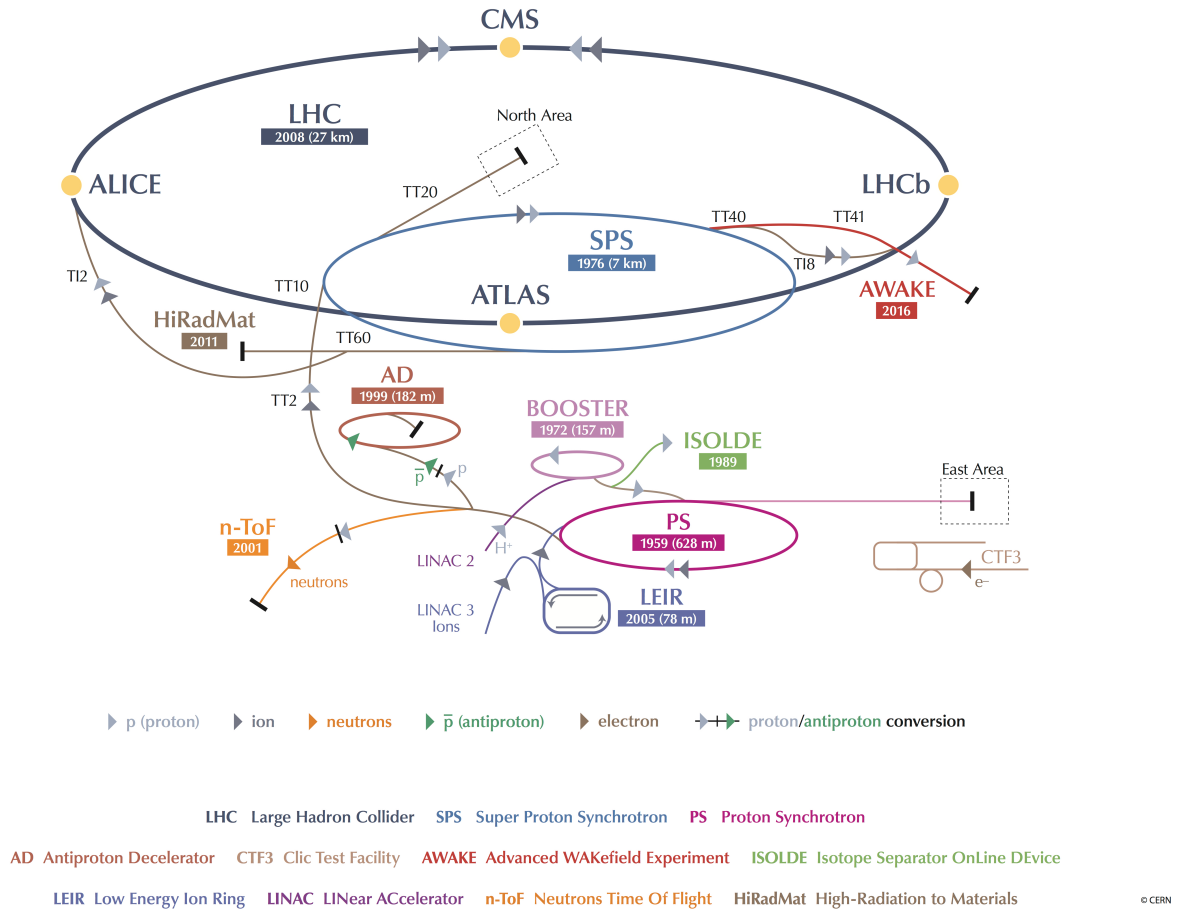 CMS
LHC
2008 (27 km)
North Area
ALICE
LHCb
TT20
TT40
TT41
SPS
1976 (7 km)
TI8
TI2
TT10
ATLAS
AWAKE
2016
HiRadMat
2011
TT60
AD
1999 (182 m)
TT2
BOOSTER
1972 (157 m)
ISOLDE
1989
p̅
p
East Area
n-ToF
2001
PS
1959 (628 m)
H⁺
LINAC 2
neutrons
CTF3
e–
LEIR
2005 (78 m)
LINAC 3
Ions
p (proton) ion neutrons p̅ (antiproton) electron proton/antiproton conversion
LHC Large Hadron Collider SPS Super Proton Synchrotron PS Proton Synchrotron
AD Antiproton Decelerator CTF3 Clic Test Facility AWAKE Advanced WAKefield Experiment ISOLDE Isotope Separator OnLine DEvice
LEIR Low Energy Ion Ring LINAC LINear ACcelerator n-ToF Neutrons Time Of Flight HiRadMat High-Radiation to Materials
© CERN